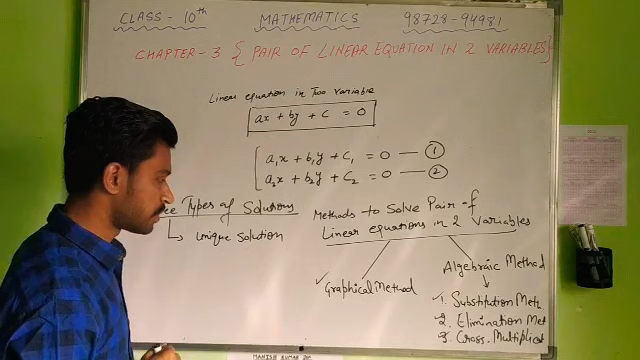 CLASS - 10th MATHEMATICS 98728-94981
CHAPTER-3 { PAIR OF LINEAR EQUATION IN 2 VARIABLES}
Linear equation in Two variable
ax + by + c = 0
a₁x + b₁y + C₁ = 0 — ①
a₂x + b₂y + C₂ = 0 — ②
Types of Solutions
Unique Solution
Methods to Solve Pair of
Linear equations in 2 Variables
Graphical Method
Algebraic Method
1. Substitution Meth
2. Elimination Met
3. Cross-Multiplicat